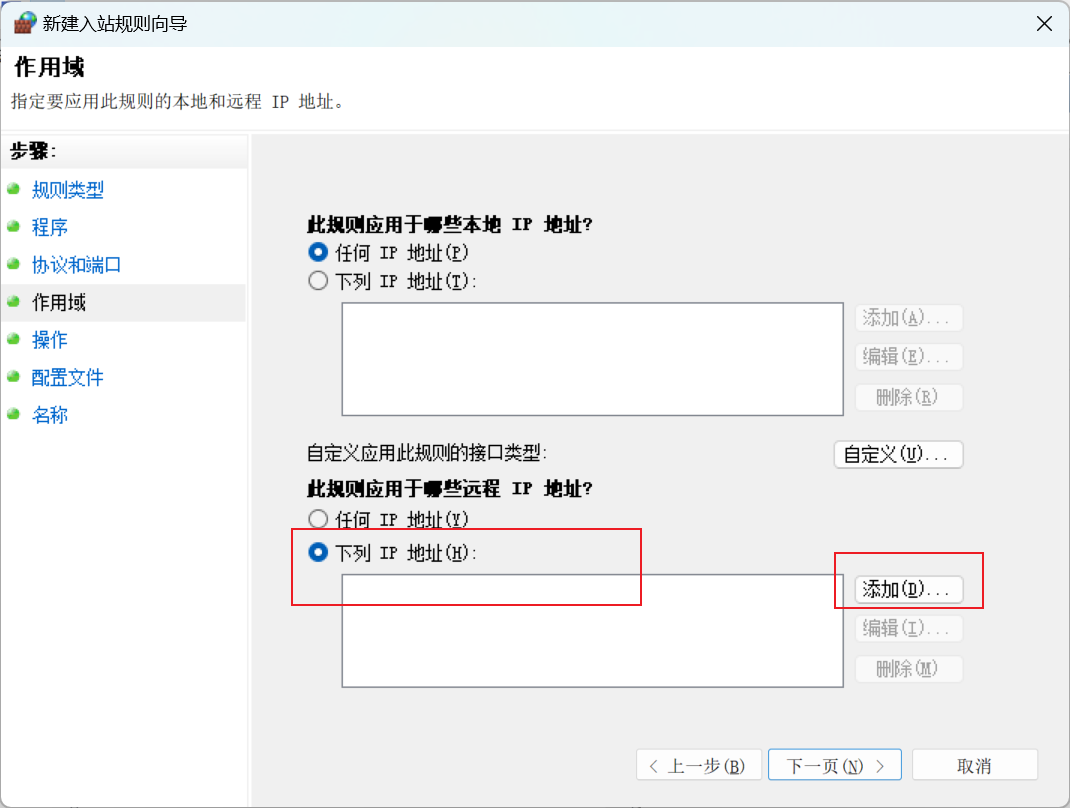 新建入站规则向导
作用域
指定要应用此规则的本地和远程 IP 地址。
步骤:
规则类型
程序
协议和端口
作用域
操作
配置文件
名称
此规则应用于哪些本地 IP 地址?
任何 IP 地址(P)
下列 IP 地址(T):
添加(A)...
编辑(E)...
删除(R)
自定义应用此规则的接口类型:
自定义(U)...
此规则应用于哪些远程 IP 地址?
任何 IP 地址(Y)
下列 IP 地址(H):
添加(D)...
编辑(I)...
删除(M)
< 上一步(B)
下一页(N) >
取消